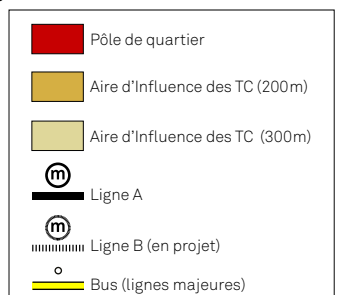 Pôle de quartier
Aire d'Influence des TC (200m)
Aire d'Influence des TC (300m)
m
Ligne A
m
Ligne B (en projet)
Bus (lignes majeures)